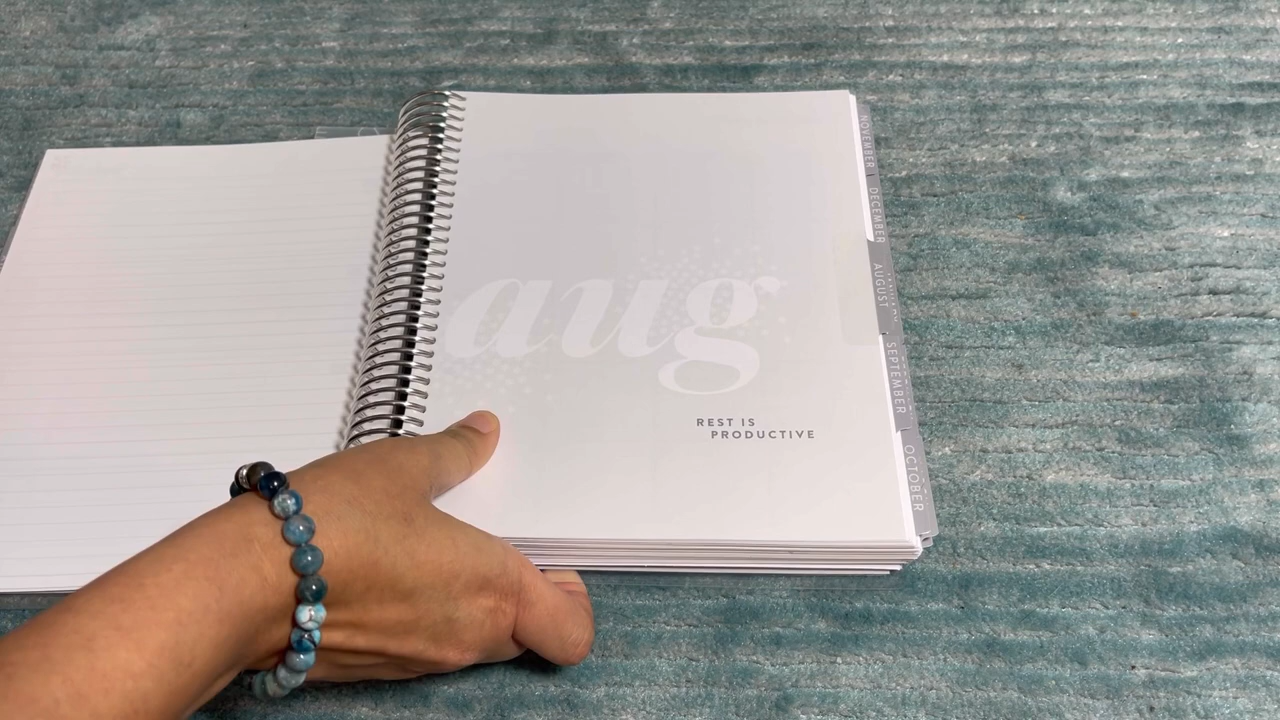 aug
REST IS
PRODUCTIVE
NOVEMBER
DECEMBER
AUGUST
SEPTEMBER
OCTOBER